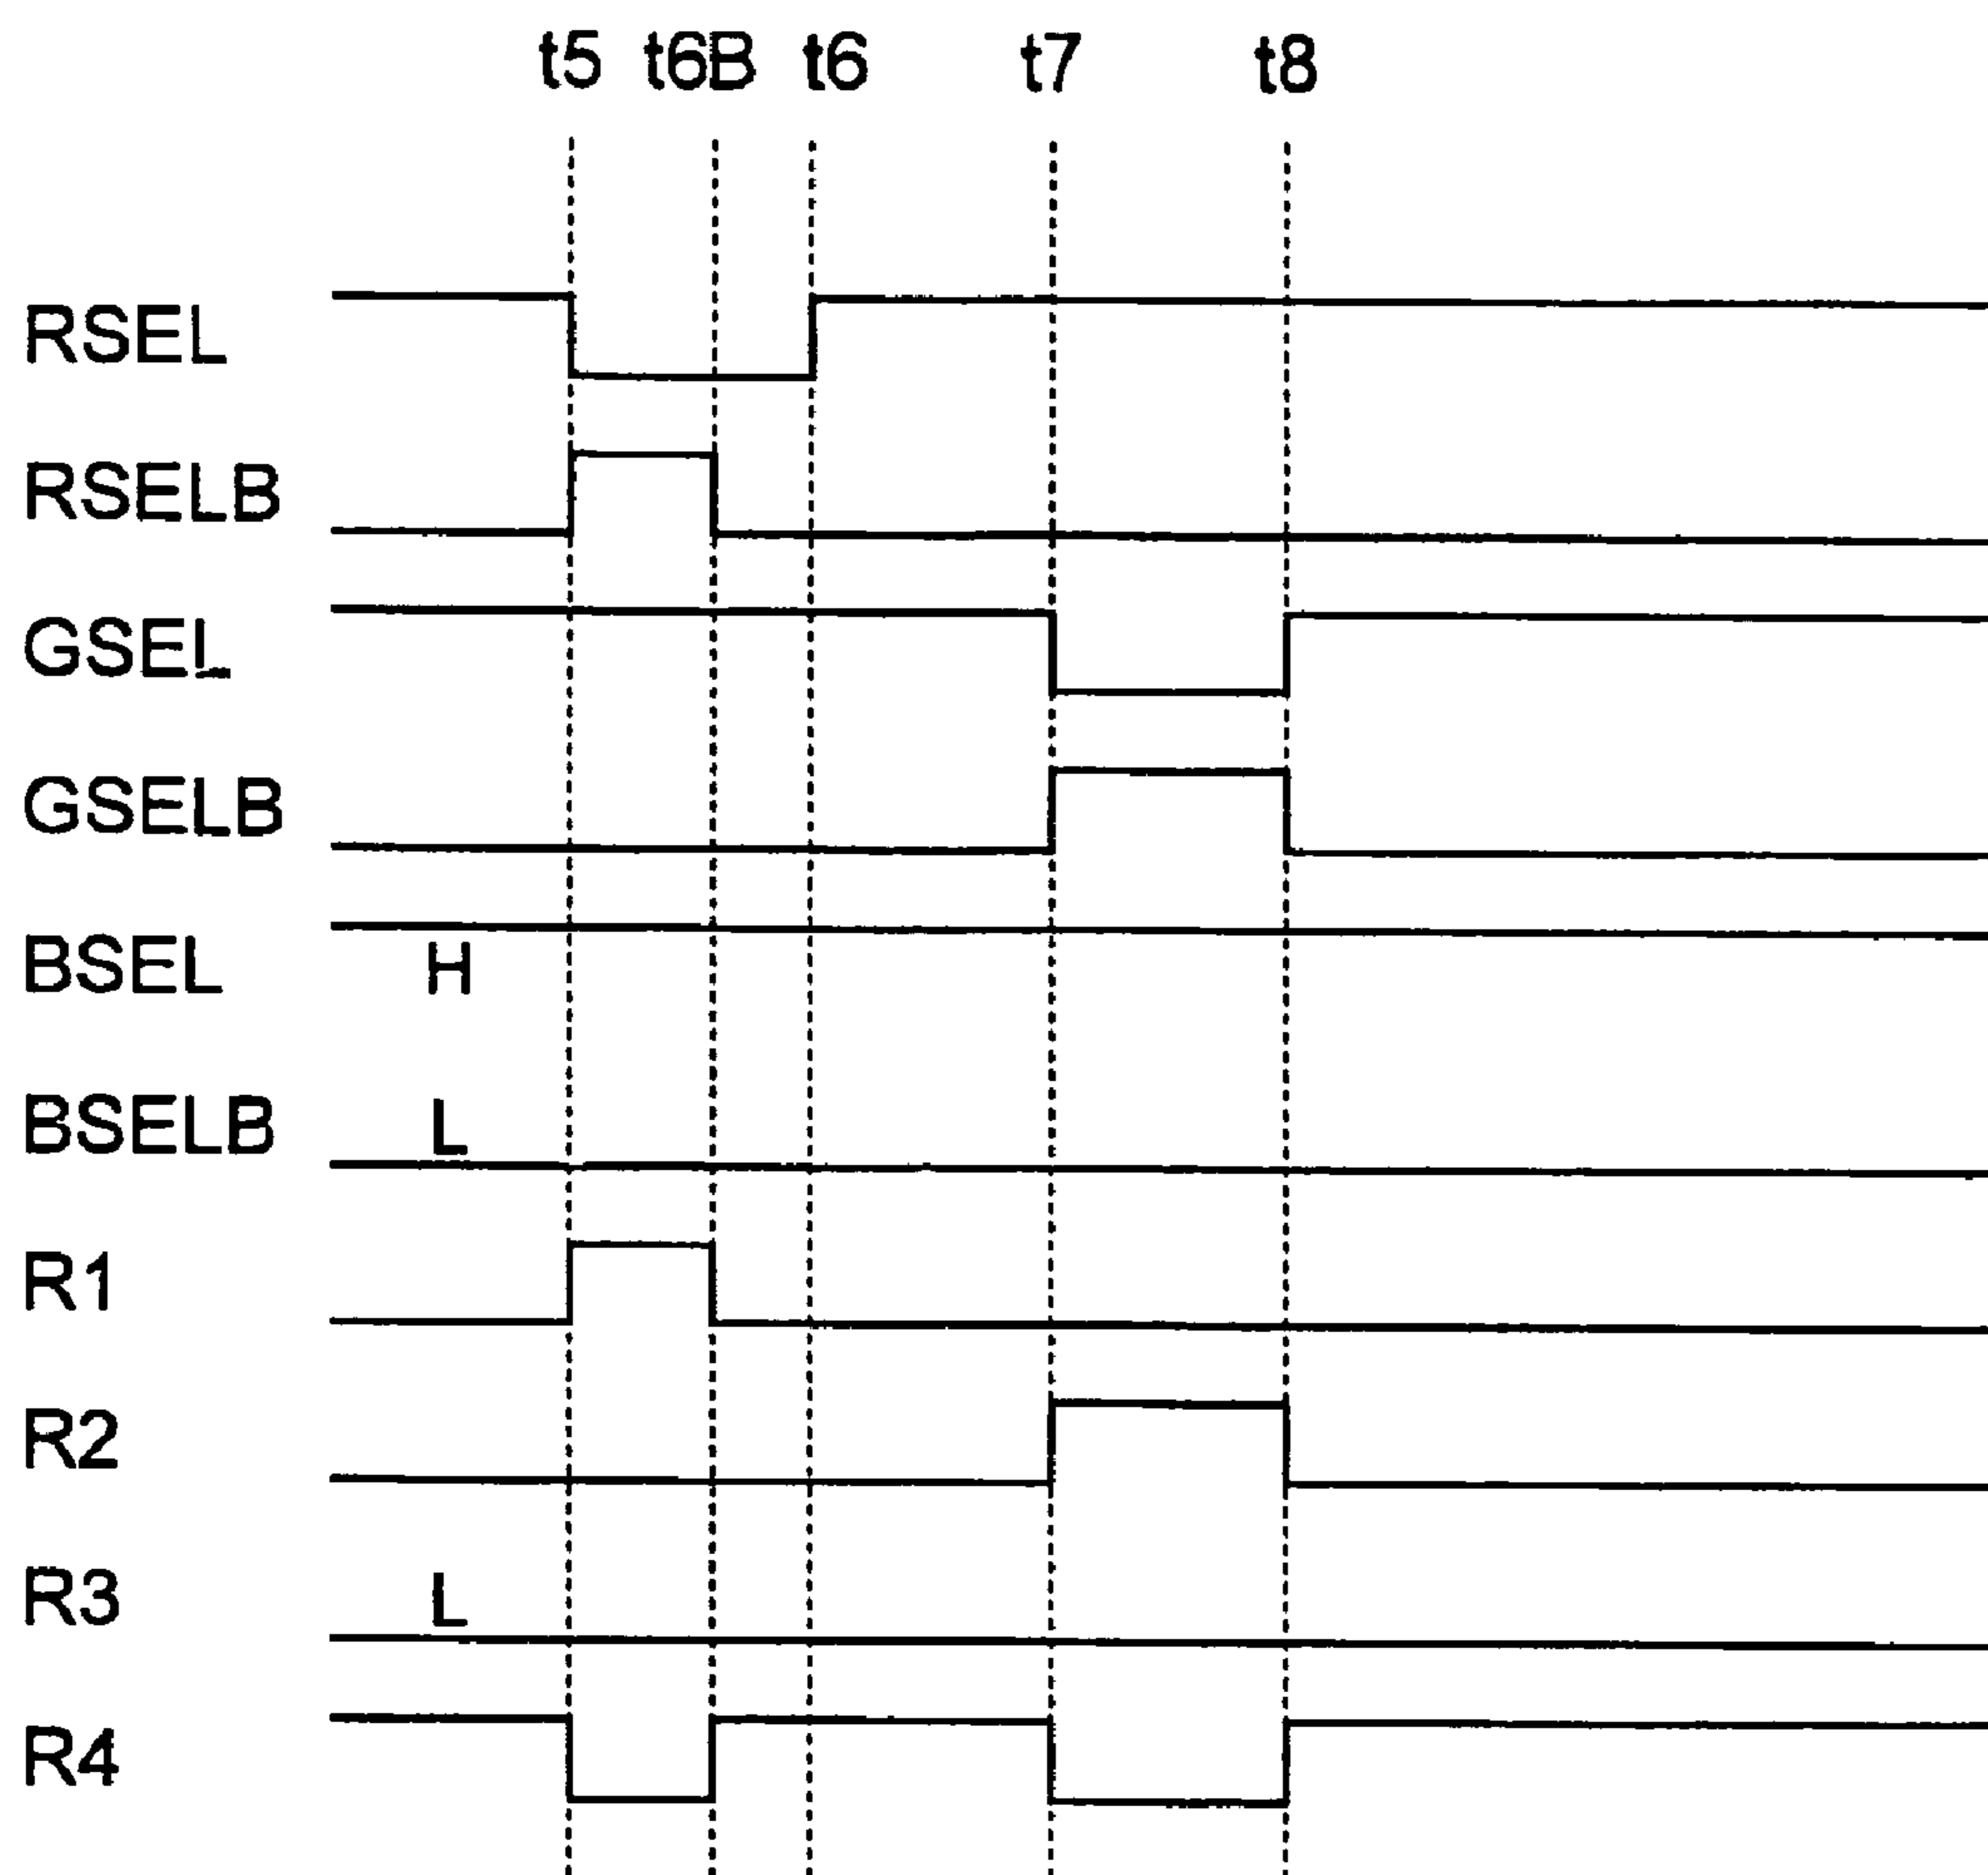 t5 t6B t6 t7 t8
RSEL
RSELB
GSEL
GSELB
BSEL H
BSELB L
R1
R2
R3 L
R4